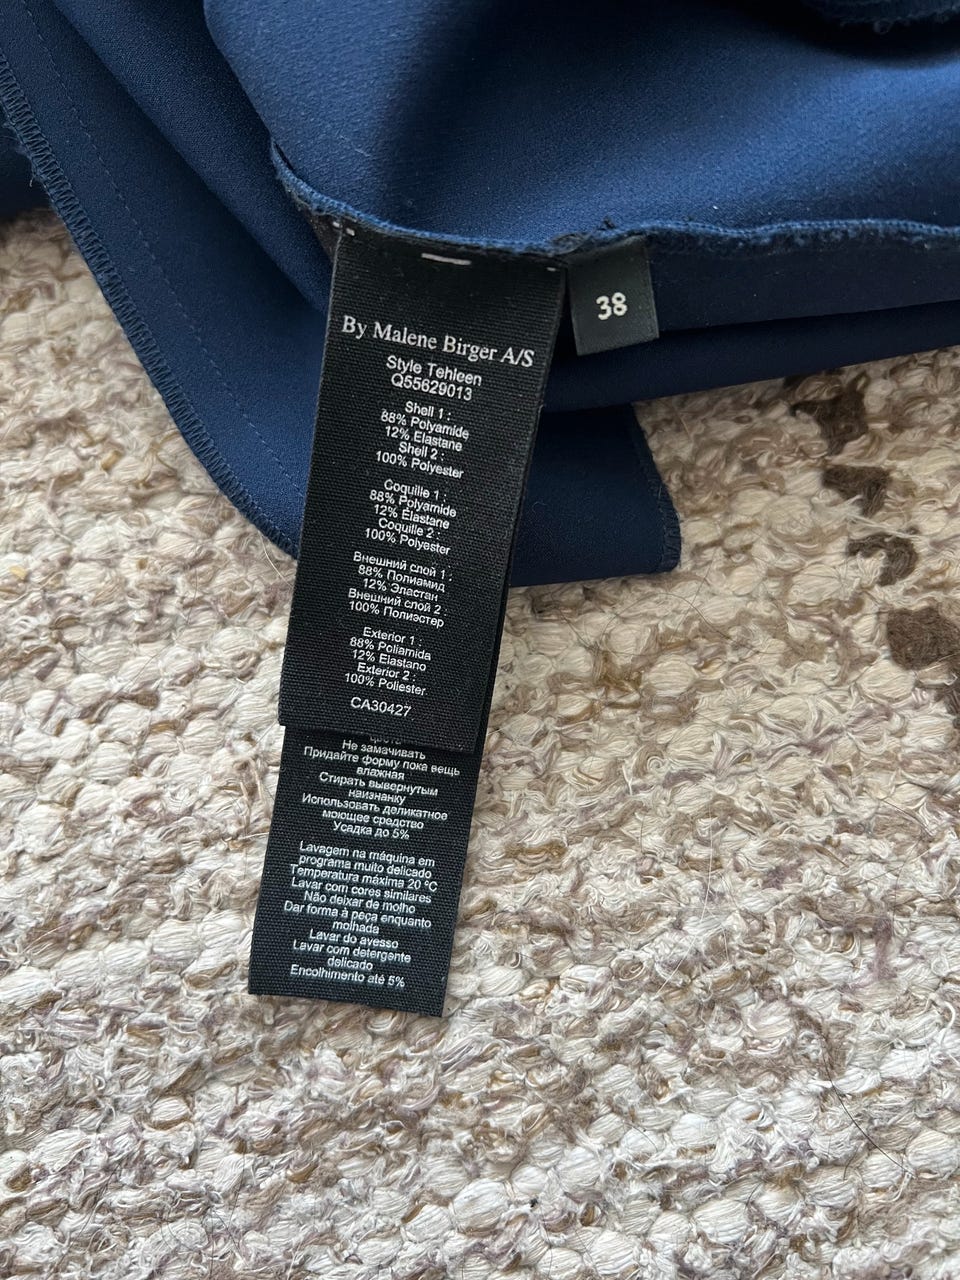 By Malene Birger A/S
Style Tehleen
Q55629013
Shell 1 :
88% Polyamide
12% Elastane
Shell 2 :
100% Polyester
Coquille 1 :
88% Polyamide
12% Élastane
Coquille 2 :
100% Polyester
Внешний слой 1 :
88% Полиамид
12% Эластан
Внешний слой 2 :
100% Полиэстер
Exterior 1 :
88% Poliamida
12% Elastano
Exterior 2 :
100% Poliester
CA30427
38
Не замачивать
Придайте форму пока вещь
влажная
Стирать вывернутым
наизнанку
Использовать деликатное
моющее средство
Усадка до 5%
Lavagem na máquina em
programa muito delicado
Temperatura máxima 20 ºC
Lavar com cores similares
Não deixar de molho
Dar forma à peça enquanto
molhada
Lavar do avesso
Lavar com detergente
delicado
Encolhimento até 5%